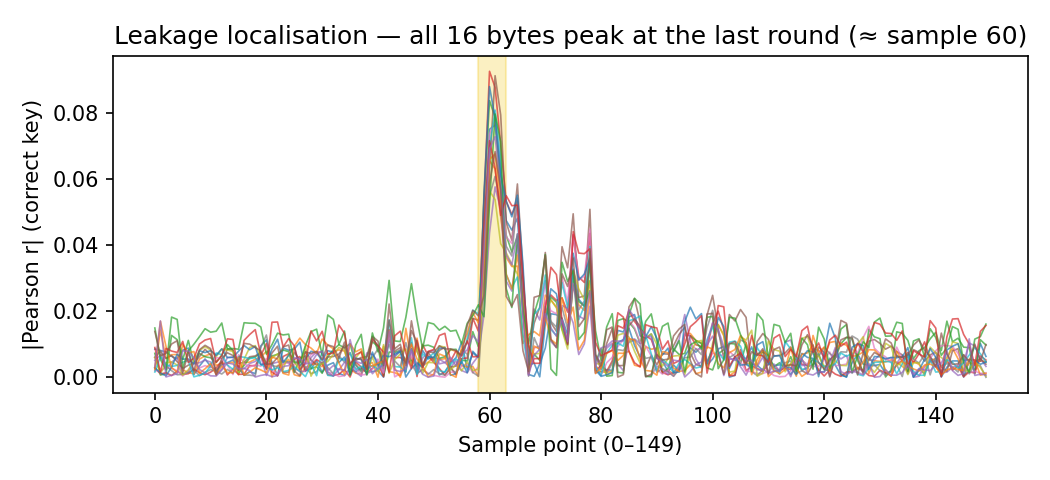 Leakage localisation — all 16 bytes peak at the last round (≈ sample 60)
|Pearson r| (correct key)
0.08
0.06
0.04
0.02
0.00
0 20 40 60 80 100 120 140
Sample point (0–149)